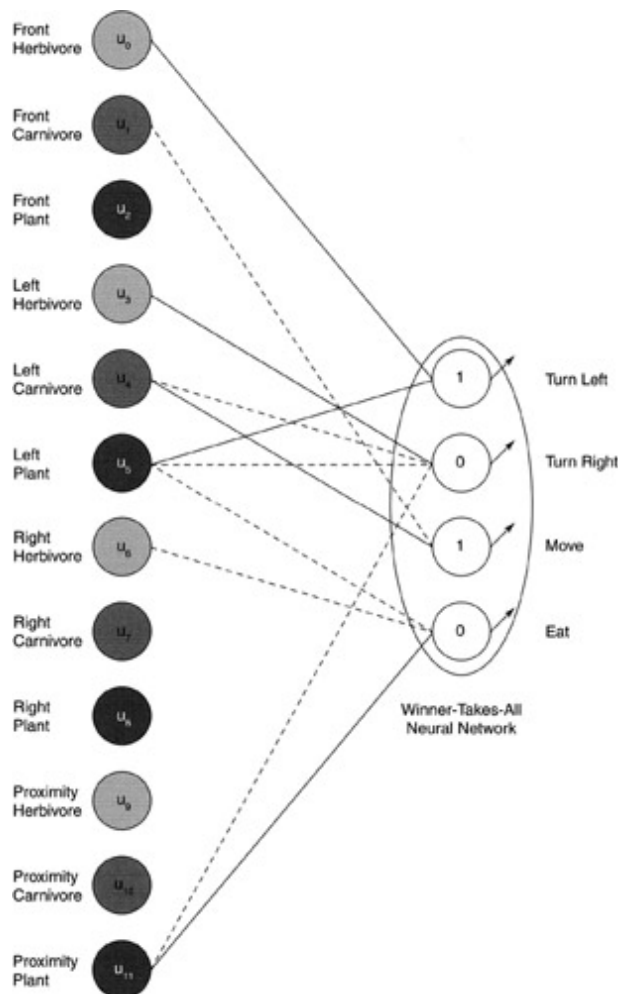 Front
Herbivore
u0
Front
Carnivore
u1
Front
Plant
u2
Left
Herbivore
u3
Left
Carnivore
u4
Left
Plant
u5
Right
Herbivore
u6
Right
Carnivore
u7
Right
Plant
u8
Proximity
Herbivore
u9
Proximity
Carnivore
u10
Proximity
Plant
u11
1
Turn Left
0
Turn Right
1
Move
0
Eat
Winner-Takes-All
Neural Network